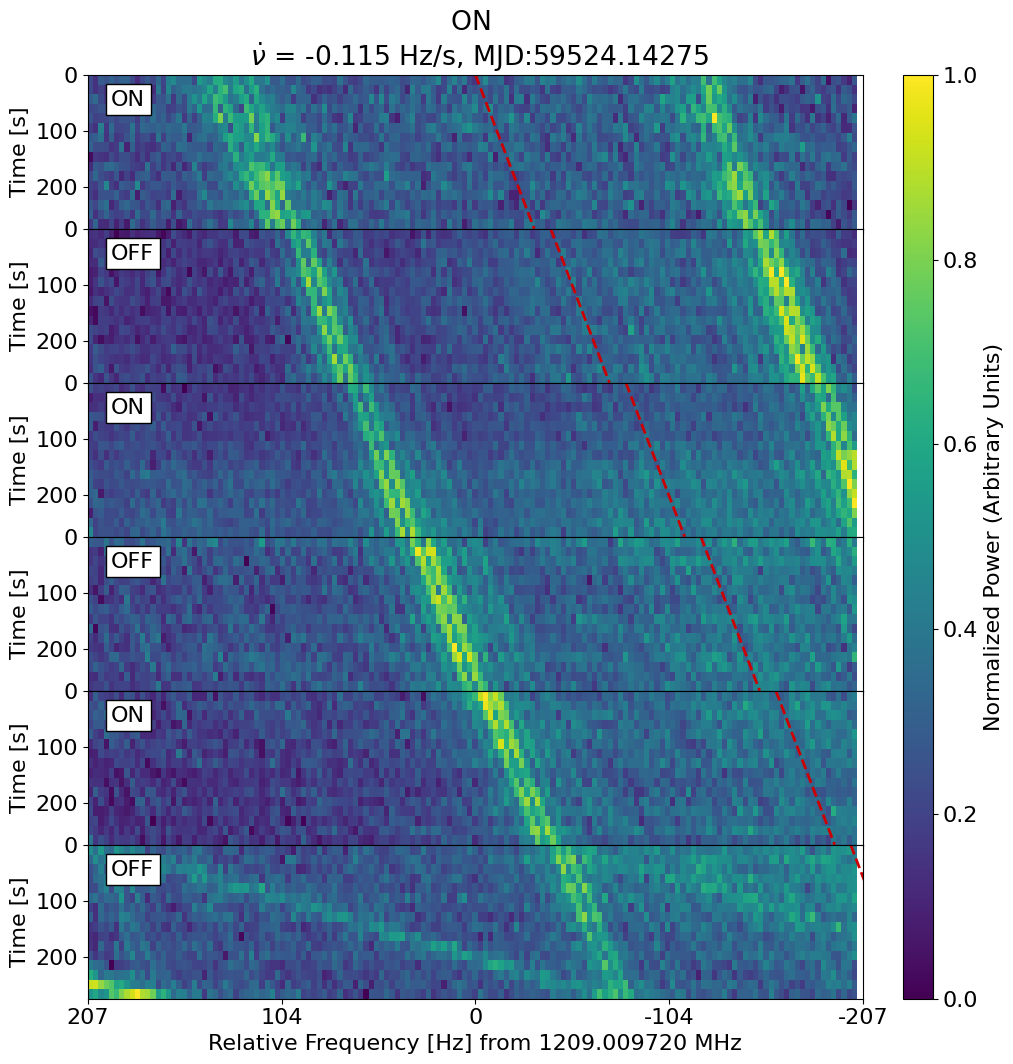 ON
ν̇ = -0.115 Hz/s, MJD:59524.14275
0
ON
100
Time [s]
200
0
OFF
100
Time [s]
200
0
ON
100
Time [s]
200
0
OFF
100
Time [s]
200
0
ON
100
Time [s]
200
0
OFF
100
Time [s]
200
207 104 0 -104 -207
Relative Frequency [Hz] from 1209.009720 MHz
1.0
0.8
0.6
0.4
0.2
0.0
Normalized Power (Arbitrary Units)